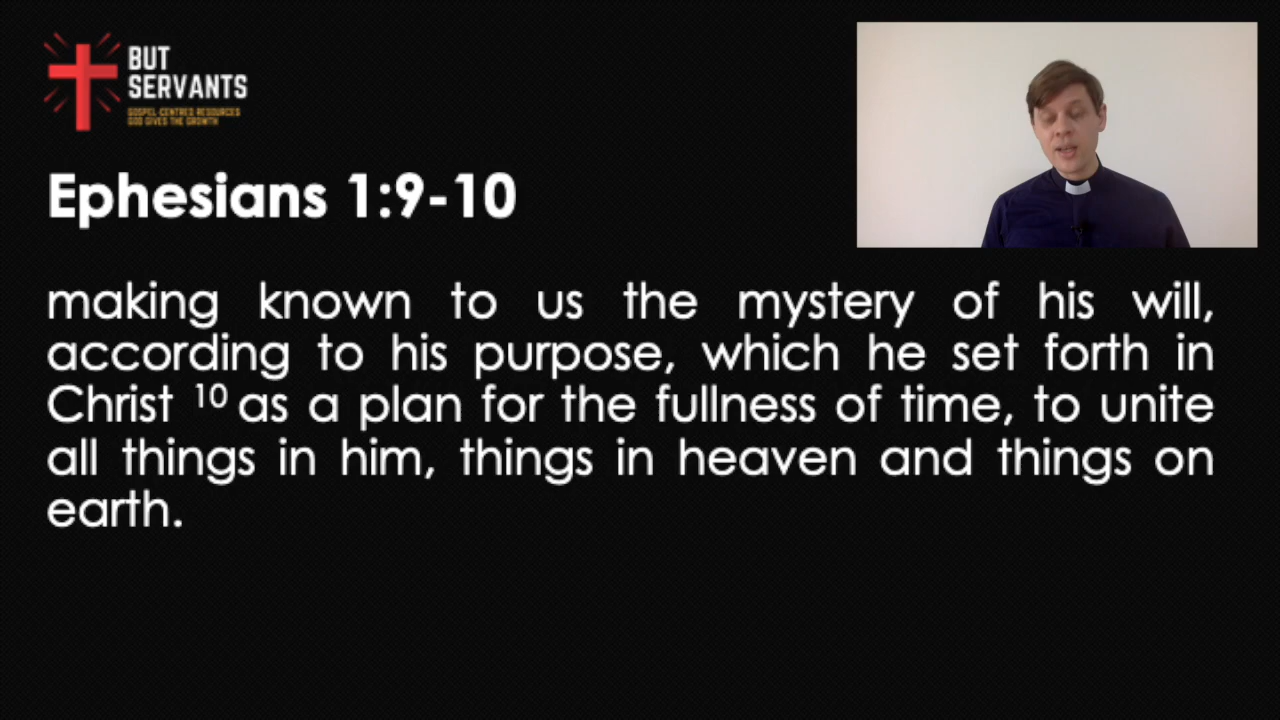 BUT
SERVANTS
GOSPEL CENTRED RESOURCES
GOD GIVES THE GROWTH
Ephesians 1:9-10
making known to us the mystery of his will,
according to his purpose, which he set forth in
Christ ¹⁰ as a plan for the fullness of time, to unite
all things in him, things in heaven and things on
earth.